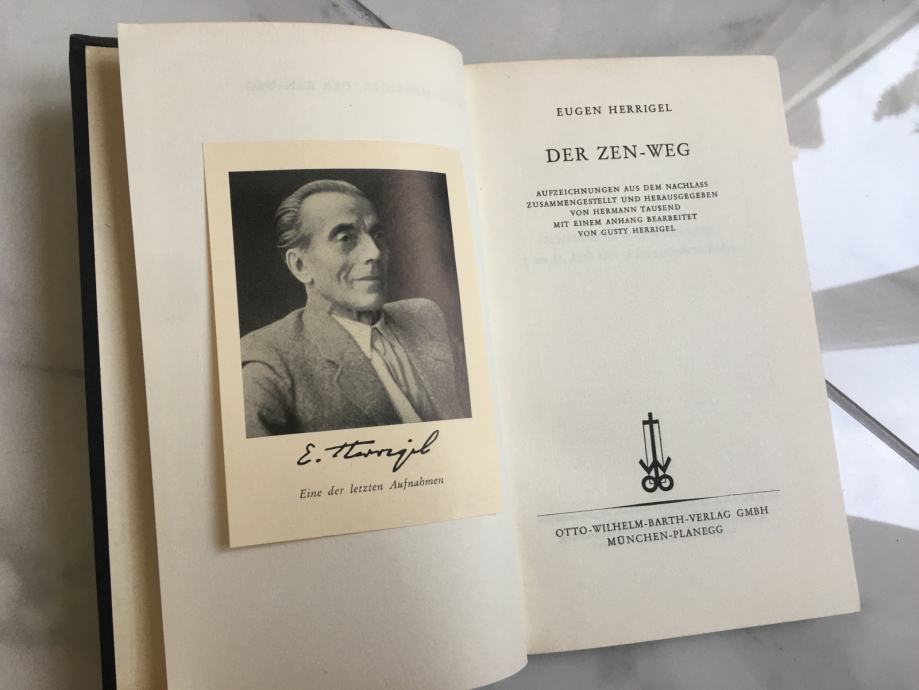 E. Herrigel
Eine der letzten Aufnahmen
EUGEN HERRIGEL
DER ZEN-WEG
AUFZEICHNUNGEN AUS DEM NACHLASS
ZUSAMMENGESTELLT UND HERAUSGEGEBEN
VON HERMANN TAUSEND
MIT EINEM ANHANG BEARBEITET
VON GUSTY HERRIGEL
OTTO-WILHELM-BARTH-VERLAG GMBH
MÜNCHEN-PLANEGG